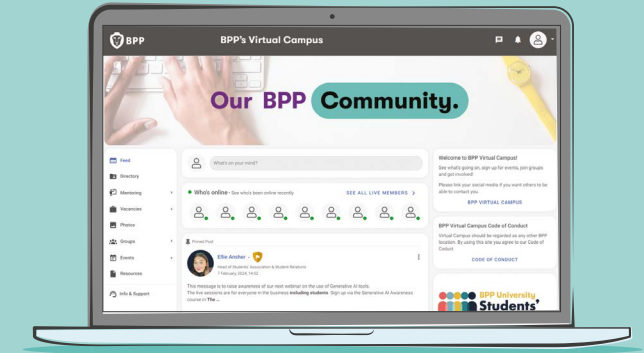 BPP
BPP's Virtual Campus
Our BPP Community.
Feed
Directory
Mentoring
Vacancies
Photos
Groups
Events
Resources
Info & Support
What's on your mind?
Who's online - See who's been online recently
SEE ALL LIVE MEMBERS
Pinned Post
Ellie Ansher
Head of Students' Association & Student Relations
7 February 2024, 14:52
This message is to raise awareness of our next webinar on the use of Generative AI tools.
The live sessions are for everyone in the business including students. Sign up via the Generative AI Awareness
course in The ...
Welcome to BPP Virtual Campus!
See what's going on, sign up for events, join groups
and get involved!
Please link your social media if you want others to be
able to contact you.
BPP VIRTUAL CAMPUS
BPP Virtual Campus Code of Conduct
Virtual Campus should be regarded as any other BPP
location. By using this site you agree to our Code of
Conduct
CODE OF CONDUCT
BPP University
Students'